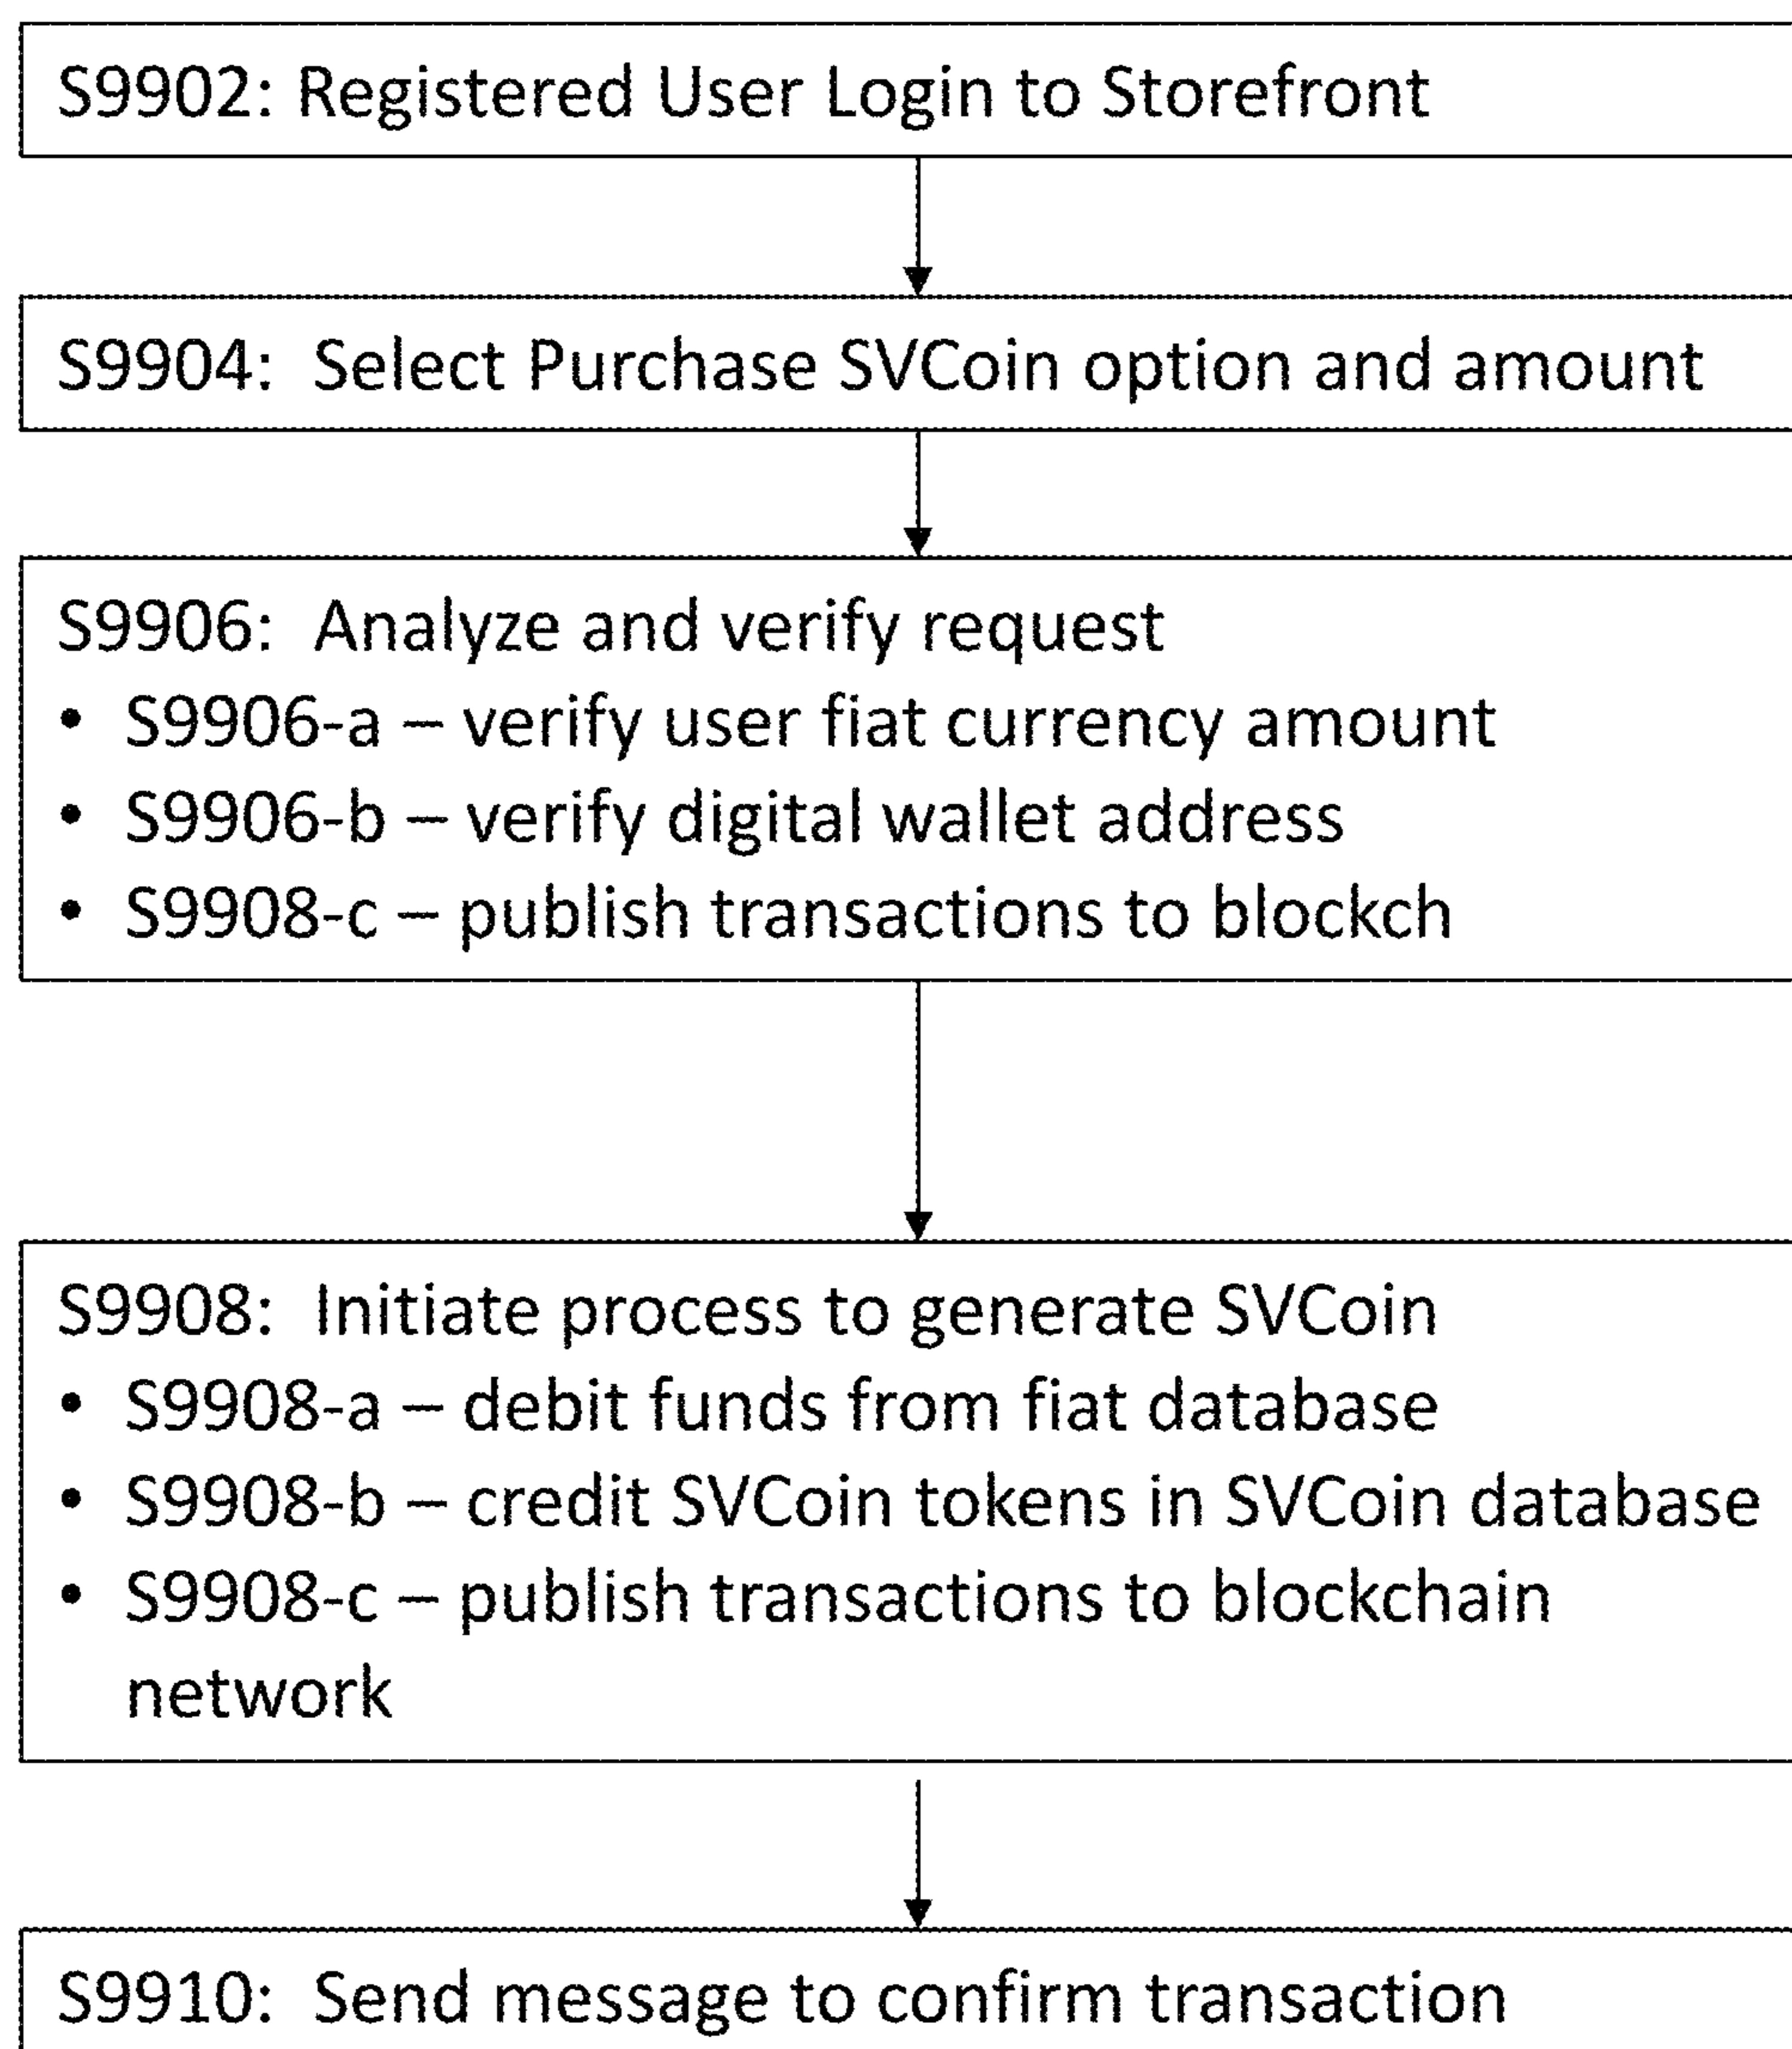 S9902: Registered User Login to Storefront
S9904: Select Purchase SVCoin option and amount
S9906: Analyze and verify request
• S9906-a – verify user fiat currency amount
• S9906-b – verify digital wallet address
• S9908-c – publish transactions to blockch
S9908: Initiate process to generate SVCoin
• S9908-a – debit funds from fiat database
• S9908-b – credit SVCoin tokens in SVCoin database
• S9908-c – publish transactions to blockchain
network
S9910: Send message to confirm transaction